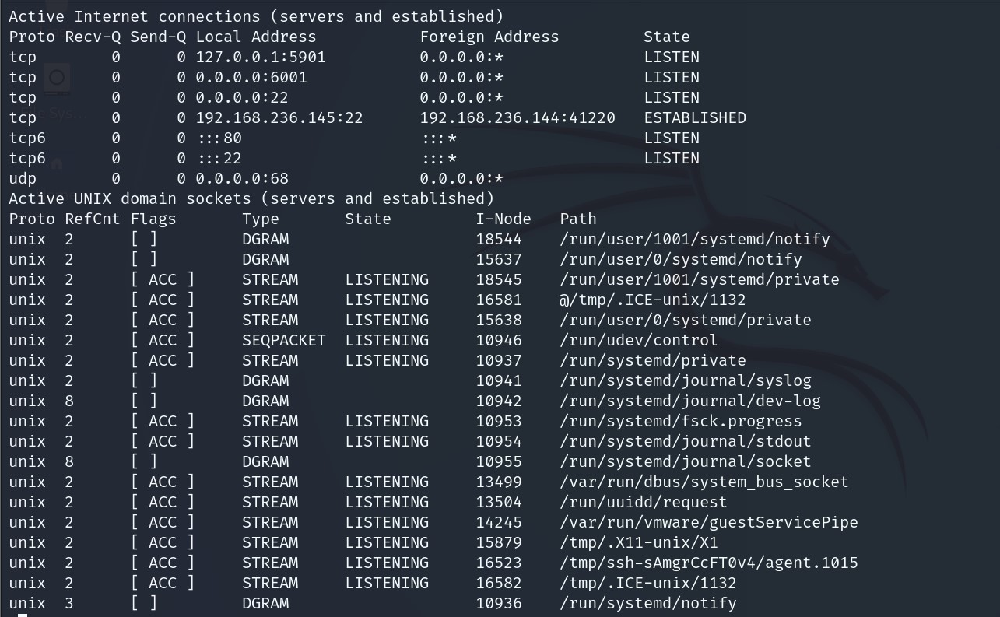 Active Internet connections (servers and established)
Proto Recv-Q Send-Q Local Address           Foreign Address         State
tcp        0      0 127.0.0.1:5901          0.0.0.0:*               LISTEN
tcp        0      0 0.0.0.0:6001            0.0.0.0:*               LISTEN
tcp        0      0 0.0.0.0:22              0.0.0.0:*               LISTEN
tcp        0      0 192.168.236.145:22      192.168.236.144:41220   ESTABLISHED
tcp6       0      0 :::80                   :::*                    LISTEN
tcp6       0      0 :::22                   :::*                    LISTEN
udp        0      0 0.0.0.0:68              0.0.0.0:*
Active UNIX domain sockets (servers and established)
Proto RefCnt Flags       Type       State         I-Node   Path
unix  2      [ ]         DGRAM                    18544    /run/user/1001/systemd/notify
unix  2      [ ]         DGRAM                    15637    /run/user/0/systemd/notify
unix  2      [ ACC ]     STREAM     LISTENING     18545    /run/user/1001/systemd/private
unix  2      [ ACC ]     STREAM     LISTENING     16581    @/tmp/.ICE-unix/1132
unix  2      [ ACC ]     STREAM     LISTENING     15638    /run/user/0/systemd/private
unix  2      [ ACC ]     SEQPACKET  LISTENING     10946    /run/udev/control
unix  2      [ ACC ]     STREAM     LISTENING     10937    /run/systemd/private
unix  2      [ ]         DGRAM                    10941    /run/systemd/journal/syslog
unix  8      [ ]         DGRAM                    10942    /run/systemd/journal/dev-log
unix  2      [ ACC ]     STREAM     LISTENING     10953    /run/systemd/fsck.progress
unix  2      [ ACC ]     STREAM     LISTENING     10954    /run/systemd/journal/stdout
unix  8      [ ]         DGRAM                    10955    /run/systemd/journal/socket
unix  2      [ ACC ]     STREAM     LISTENING     13499    /var/run/dbus/system_bus_socket
unix  2      [ ACC ]     STREAM     LISTENING     13504    /run/uuidd/request
unix  2      [ ACC ]     STREAM     LISTENING     14245    /var/run/vmware/guestServicePipe
unix  2      [ ACC ]     STREAM     LISTENING     15879    /tmp/.X11-unix/X1
unix  2      [ ACC ]     STREAM     LISTENING     16523    /tmp/ssh-sAmgrCcFT0v4/agent.1015
unix  2      [ ACC ]     STREAM     LISTENING     16582    /tmp/.ICE-unix/1132
unix  3      [ ]         DGRAM                    10936    /run/systemd/notify